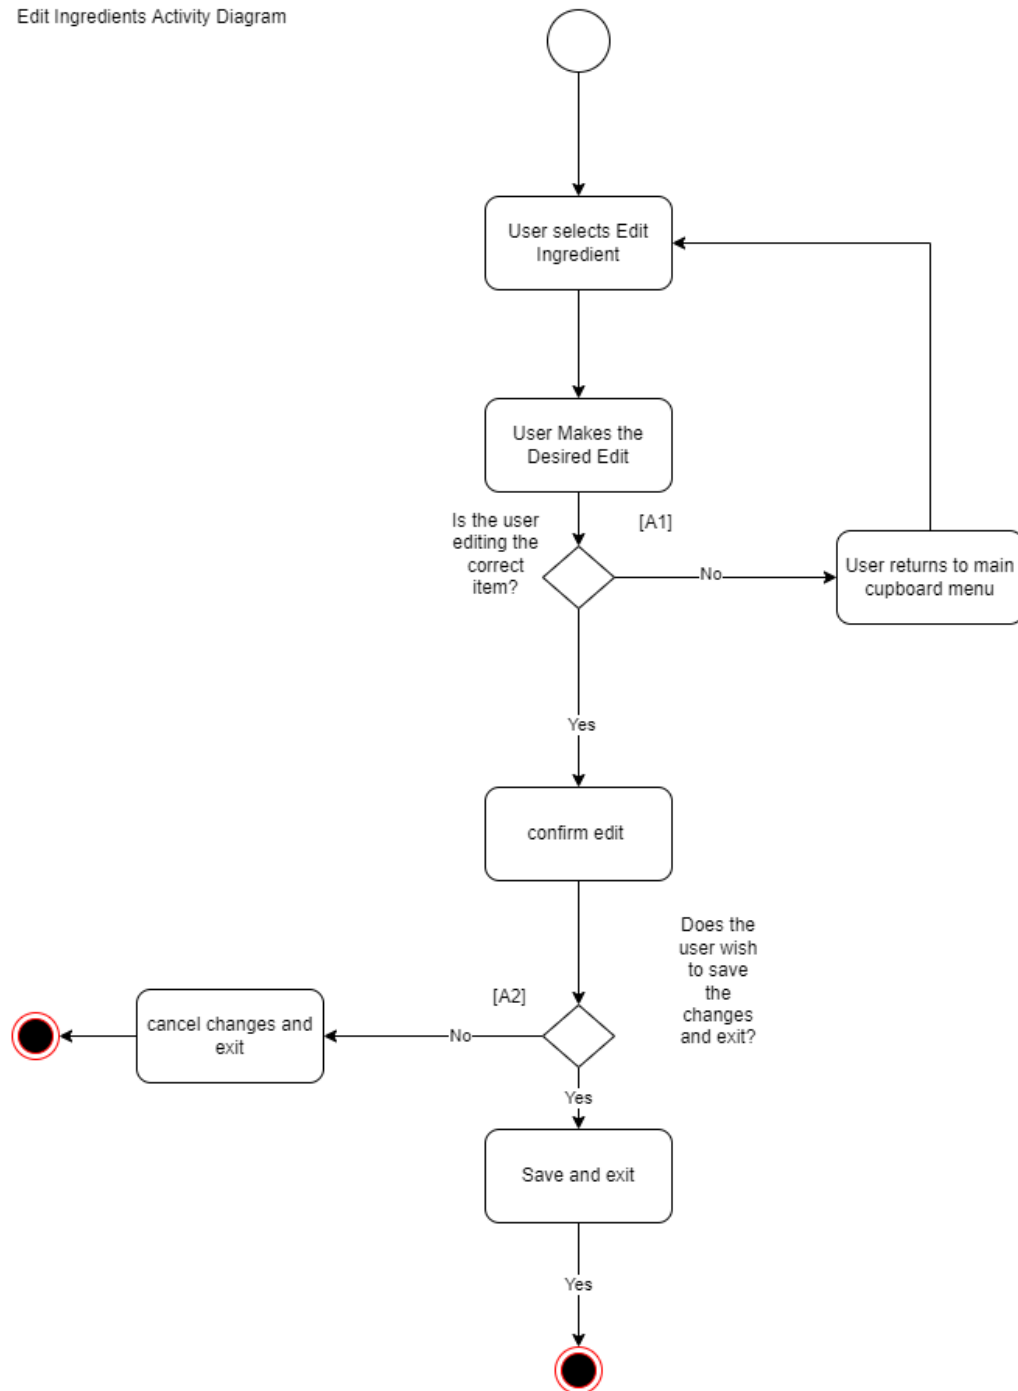 Edit Ingredients Activity Diagram
User selects Edit
Ingredient
User Makes the
Desired Edit
Is the user
editing the
correct
item?
[A1]
No
User returns to main
cupboard menu
Yes
confirm edit
Does the
user wish
to save
the
changes
and exit?
[A2]
No
cancel changes and
exit
Yes
Save and exit
Yes